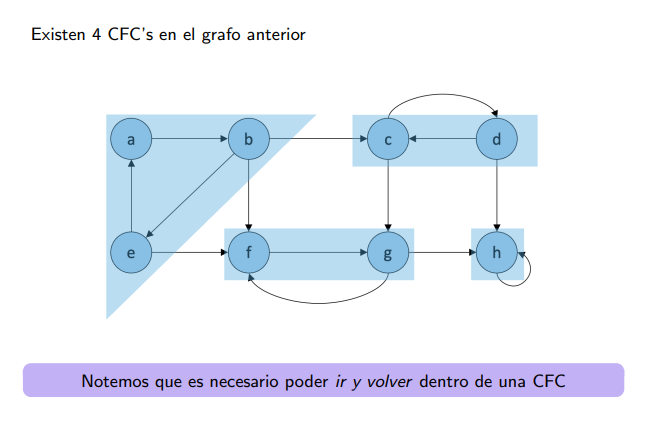 Existen 4 CFC's en el grafo anterior
a b c d
e f g h
Notemos que es necesario poder ir y volver dentro de una CFC